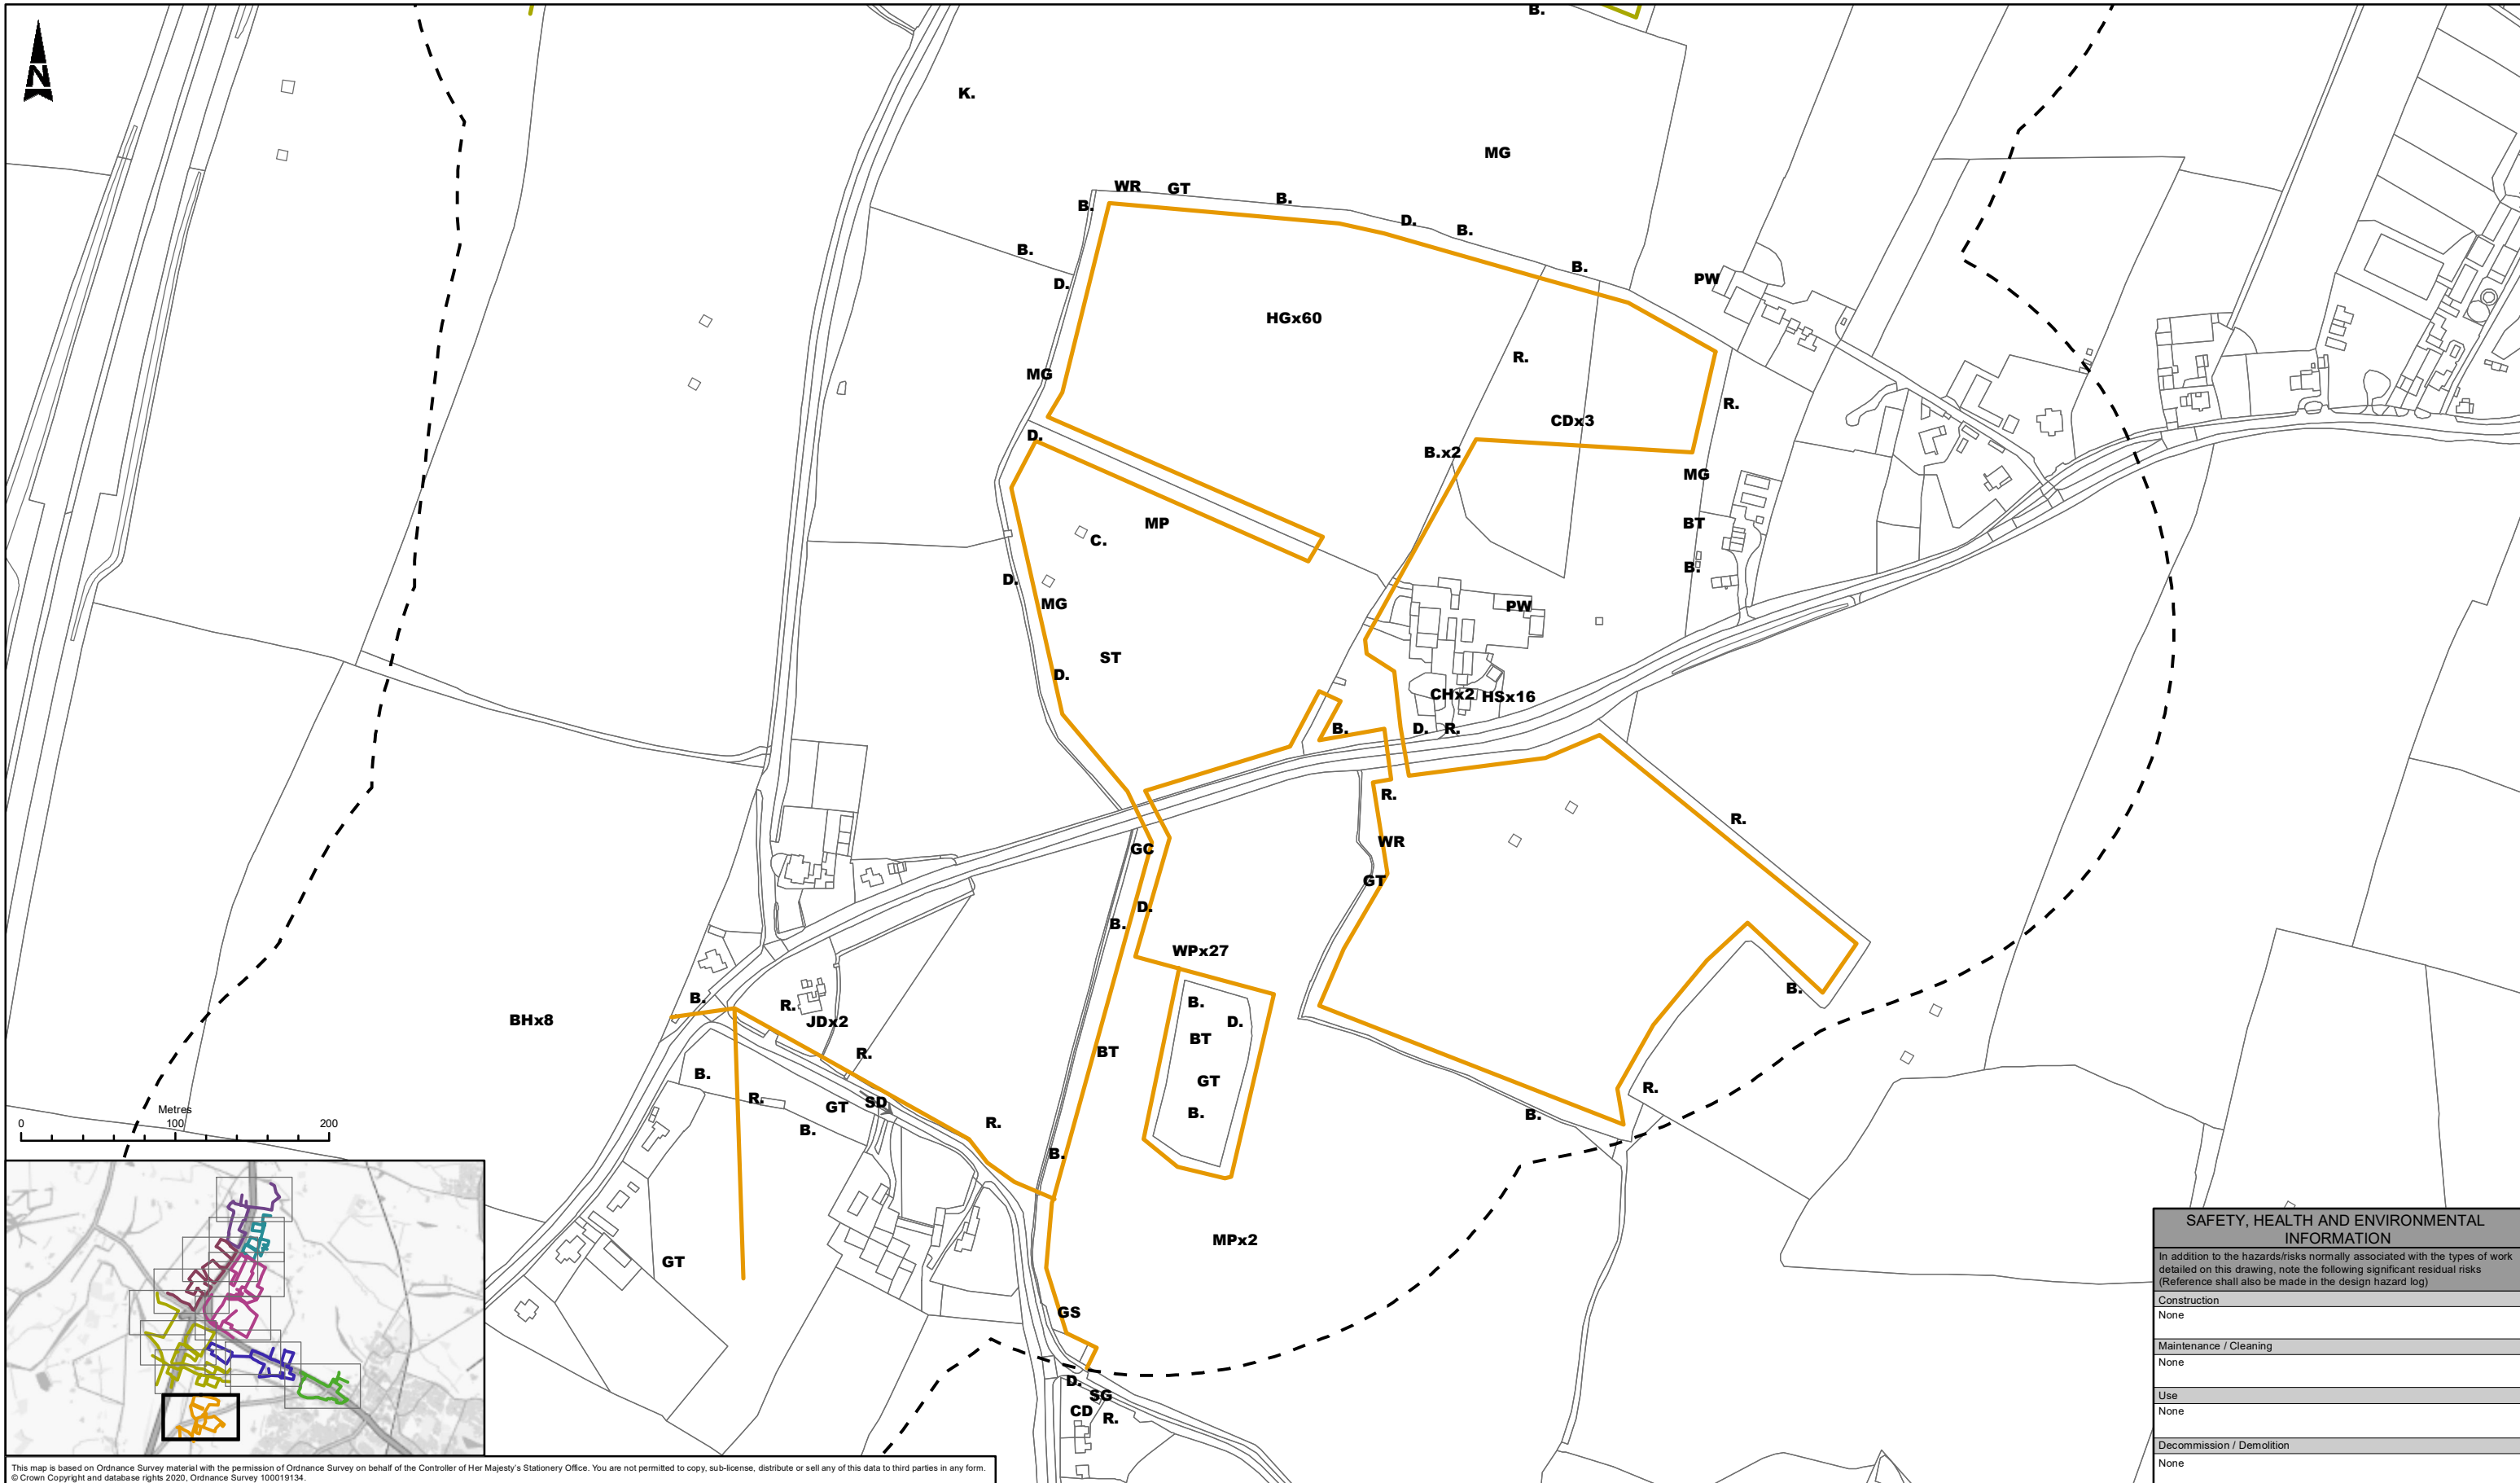 N
B.
K.
MG
WR GT B.
B.
D. B.
B.
D.
B.
PW
HGx60
R.
MG
R.
CDx3
D.
B.x2
MG
MP
BT
C.
D.
B.
MG
PW
ST
D.
CHx2 HSx16
B.
D. R.
R.
R.
WR
GC
GT
D.
B.
WPx27
B.
B.
B.
R.
BHx8
JDx2
D.
BT
R.
BT
B.
GT
R.
R.
GT
SD
B.
B.
R.
B.
B.
MPx2
GT
GS
D.
SG
CD
R.
Metres
0 100 200
SAFETY, HEALTH AND ENVIRONMENTAL
INFORMATION
In addition to the hazards/risks normally associated with the types of work
detailed on this drawing, note the following significant residual risks
(Reference shall also be made in the design hazard log)
Construction
None
Maintenance / Cleaning
None
Use
None
Decommission / Demolition
None
This map is based on Ordnance Survey material with the permission of Ordnance Survey on behalf of the Controller of Her Majesty's Stationery Office. You are not permitted to copy, sub-license, distribute or sell any of this data to third parties in any form.
© Crown Copyright and database rights 2020, Ordnance Survey 100019134.